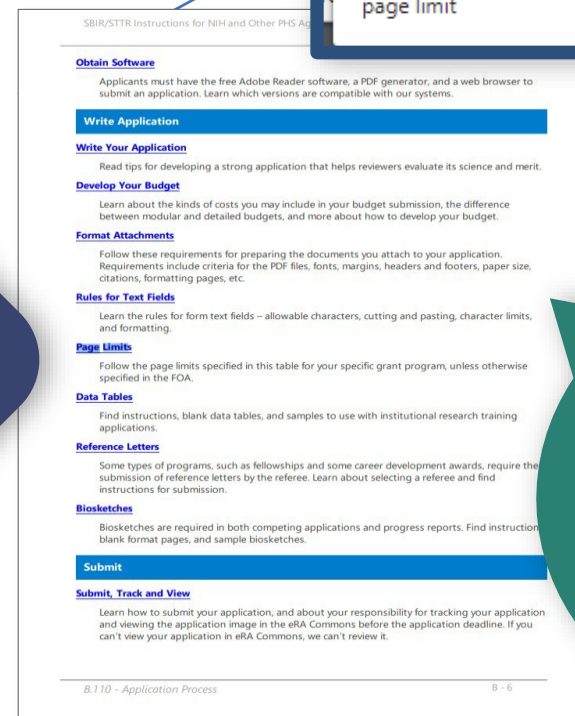 page limit
SBIR/STTR Instructions for NIH and Other PHS Ag
Obtain Software
Applicants must have the free Adobe Reader software, a PDF generator, and a web browser to
submit an application. Learn which versions are compatible with our systems.
Write Application
Write Your Application
Read tips for developing a strong application that helps reviewers evaluate its science and merit.
Develop Your Budget
Learn about the kinds of costs you may include in your budget submission, the difference
between modular and detailed budgets, and more about how to develop your budget.
Format Attachments
Follow these requirements for preparing the documents you attach to your application.
Requirements include criteria for the PDF files, fonts, margins, headers and footers, paper size,
citations, formatting pages, etc.
Rules for Text Fields
Learn the rules for form text fields – allowable characters, cutting and pasting, character limits,
and formatting.
Page Limits
Follow the page limits specified in this table for your specific grant program, unless otherwise
specified in the FOA.
Data Tables
Find instructions, blank data tables, and samples to use with institutional research training
applications.
Reference Letters
Some types of programs, such as fellowships and some career development awards, require the
submission of reference letters by the referee. Learn about selecting a referee and find
instructions for submission.
Biosketches
Biosketches are required in both competing applications and progress reports. Find instruction
blank format pages, and sample biosketches.
Submit
Submit, Track and View
Learn how to submit your application, and about your responsibility for tracking your application
and viewing the application image in the eRA Commons before the application deadline. If you
can't view your application in eRA Commons, we can't review it.
B.110 - Application Process
B - 6